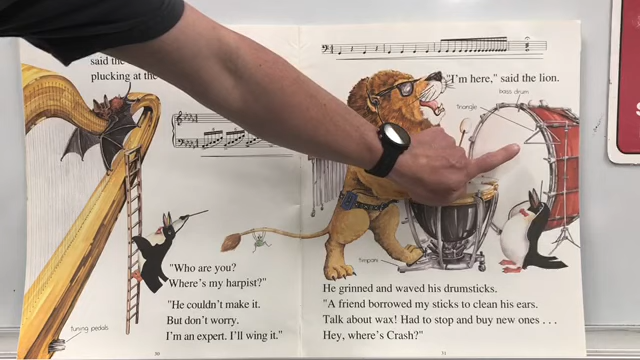 said the
plucking at the
"Who are you?
Where's my harpist?"
"He couldn't make it.
But don't worry.
I'm an expert. I'll wing it."
tuning pedals
30
"I'm here," said the lion.
bass drum
Triangle
timpani
He grinned and waved his drumsticks.
"A friend borrowed my sticks to clean his ears.
Talk about wax! Had to stop and buy new ones . . .
Hey, where's Crash?"
31